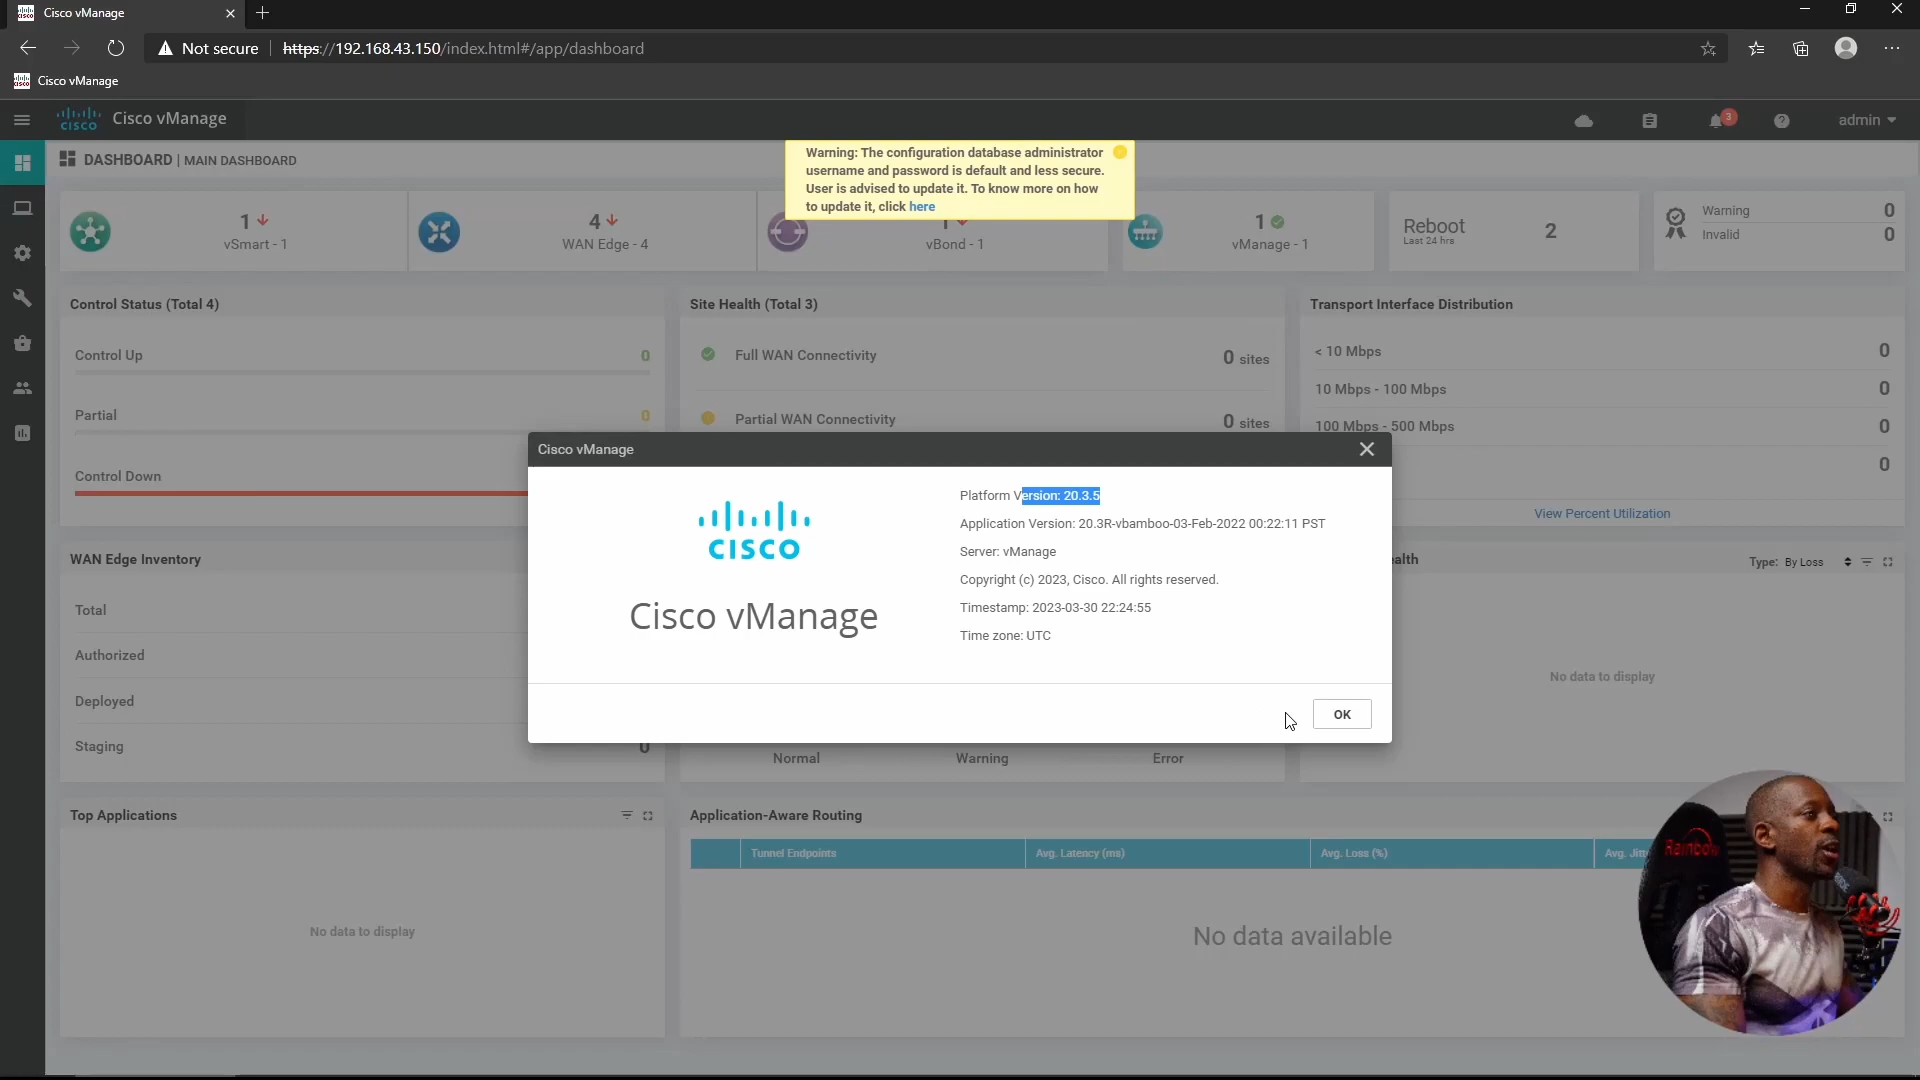 Cisco vManage
Not secure https://192.168.43.150/index.html#/app/dashboard
Cisco vManage
CISCO Cisco vManage
3
admin
DASHBOARD | MAIN DASHBOARD
Warning: The configuration database administrator
username and password is default and less secure.
User is advised to update it. To know more on how
to update it, click here
1
vSmart - 1
4
WAN Edge - 4
1
vBond - 1
1
vManage - 1
Reboot
Last 24 hrs
2
Warning 0
Invalid 0
Control Status (Total 4)
Control Up 0
Partial 0
Control Down
Site Health (Total 3)
Full WAN Connectivity 0 sites
Partial WAN Connectivity 0 sites
Transport Interface Distribution
< 10 Mbps 0
10 Mbps - 100 Mbps 0
100 Mbps - 500 Mbps 0
0
View Percent Utilization
Cisco vManage
CISCO
Cisco vManage
Platform Version: 20.3.5
Application Version: 20.3R-vbamboo-03-Feb-2022 00:22:11 PST
Server: vManage
Copyright (c) 2023, Cisco. All rights reserved.
Timestamp: 2023-03-30 22:24:55
Time zone: UTC
OK
WAN Edge Inventory
Total
Authorized
Deployed
Staging 0
Normal Warning Error
ealth
Type: By Loss
No data to display
Top Applications
No data to display
Application-Aware Routing
Tunnel Endpoints Avg. Latency (ms) Avg. Loss (%) Avg. Jitt
No data available
Rainbow